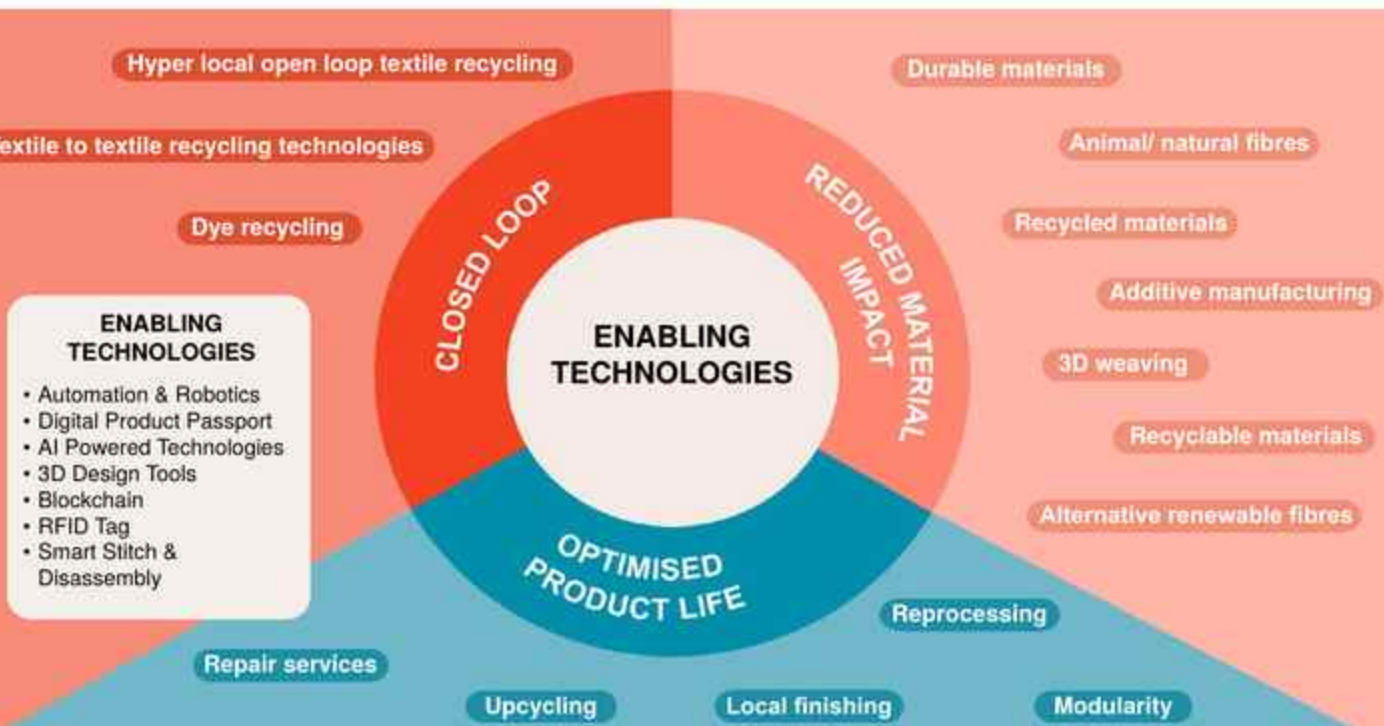 Hyper local open loop textile recycling
extile to textile recycling technologies
Dye recycling
CLOSED LOOP
REDUCED MATERIAL
IMPACT
Durable materials
Animal/ natural fibres
Recycled materials
Additive manufacturing
3D weaving
Recyclable materials
Alternative renewable fibres
ENABLING
TECHNOLOGIES
ENABLING
TECHNOLOGIES
• Automation & Robotics
• Digital Product Passport
• AI Powered Technologies
• 3D Design Tools
• Blockchain
• RFID Tag
• Smart Stitch &
Disassembly
OPTIMISED
PRODUCT LIFE
Reprocessing
Repair services
Upcycling
Local finishing
Modularity